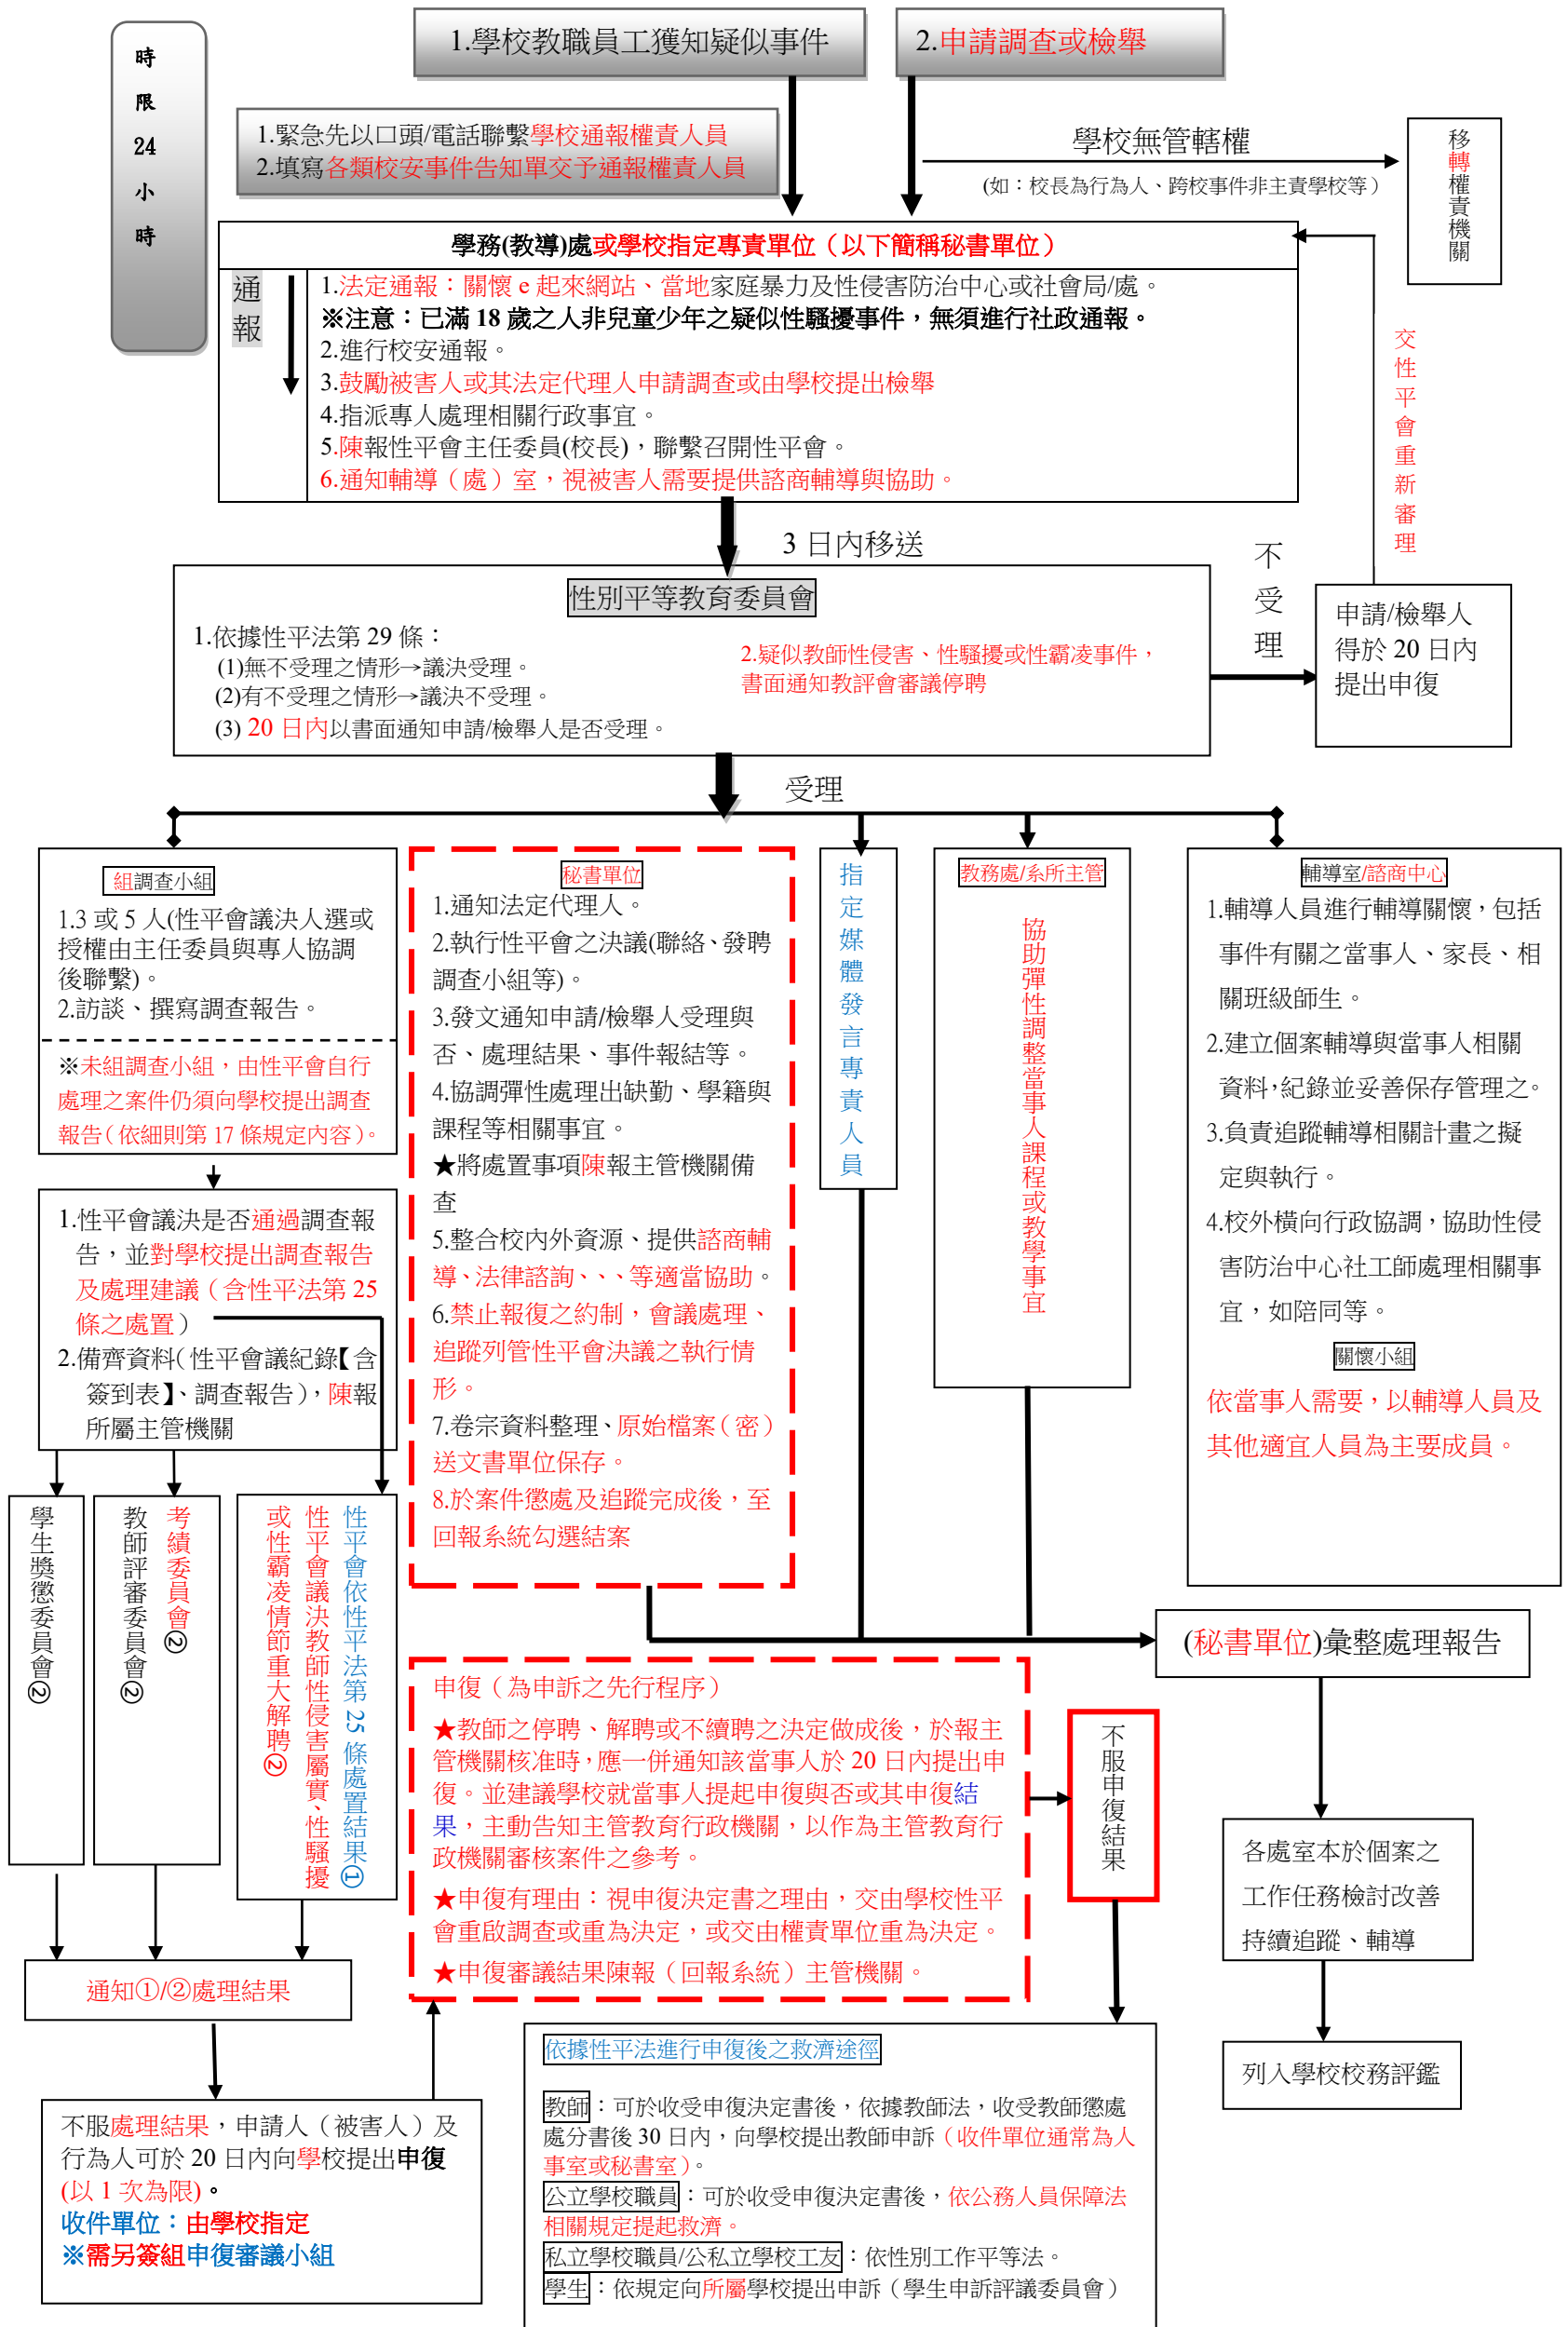 時
限
24
小
時
1.學校教職員工獲知疑似事件
2.申請調查或檢舉
1.緊急先以口頭/電話聯繫學校通報權責人員
2.填寫各類校安事件告知單交予通報權責人員
學校無管轄權
(如：校長為行為人、跨校事件非主責學校等）
移轉權責機關
學務(教導)處或學校指定專責單位（以下簡稱秘書單位）
通報
1.法定通報：關懷 e 起來網站、當地家庭暴力及性侵害防治中心或社會局/處。
※注意：已滿 18 歲之人非兒童少年之疑似性騷擾事件，無須進行社政通報。
2.進行校安通報。
3.鼓勵被害人或其法定代理人申請調查或由學校提出檢舉
4.指派專人處理相關行政事宜。
5.陳報性平會主任委員(校長)，聯繫召開性平會。
6.通知輔導（處）室，視被害人需要提供諮商輔導與協助。
交性平會重新審理
3 日內移送
性別平等教育委員會
1.依據性平法第 29 條：
(1)無不受理之情形→議決受理。
(2)有不受理之情形→議決不受理。
(3) 20 日內以書面通知申請/檢舉人是否受理。
2.疑似教師性侵害、性騷擾或性霸凌事件，
書面通知教評會審議停聘
不受理
申請/檢舉人
得於 20 日內
提出申復
受理
組調查小組
1.3 或 5 人(性平會議決人選或
授權由主任委員與專人協調
後聯繫)。
2.訪談、撰寫調查報告。
※未組調查小組，由性平會自行
處理之案件仍須向學校提出調查
報告（依細則第 17 條規定內容）。
1.性平會議決是否通過調查報
告，並對學校提出調查報告
及處理建議（含性平法第 25
條之處置）
2.備齊資料（性平會議紀錄【含
簽到表】、調查報告），陳報
所屬主管機關
秘書單位
1.通知法定代理人。
2.執行性平會之決議(聯絡、發聘
調查小組等)。
3.發文通知申請/檢舉人受理與
否、處理結果、事件報結等。
4.協調彈性處理出缺勤、學籍與
課程等相關事宜。
★將處置事項陳報主管機關備
查
5.整合校內外資源、提供諮商輔
導、法律諮詢、、、等適當協助。
6.禁止報復之約制，會議處理、
追蹤列管性平會決議之執行情
形。
7.卷宗資料整理、原始檔案（密）
送文書單位保存。
8.於案件懲處及追蹤完成後，至
回報系統勾選結案
指定媒體發言專責人員
教務處/系所主管
協助彈性調整當事人課程或教學事宜
輔導室/諮商中心
1.輔導人員進行輔導關懷，包括
事件有關之當事人、家長、相
關班級師生。
2.建立個案輔導與當事人相關
資料，紀錄並妥善保存管理之。
3.負責追蹤輔導相關計畫之擬
定與執行。
4.校外橫向行政協調，協助性侵
害防治中心社工師處理相關事
宜，如陪同等。
關懷小組
依當事人需要，以輔導人員及
其他適宜人員為主要成員。
學生獎懲委員會②
考績委員會②
教師評審委員會②
性平會依性平法第 25 條處置結果①
性平會議決教師性侵害屬實、性騷擾
或性霸凌情節重大解聘②
通知①/②處理結果
不服處理結果，申請人（被害人）及
行為人可於 20 日內向學校提出申復
(以 1 次為限)。
收件單位：由學校指定
※需另簽組申復審議小組
申復（為申訴之先行程序）
★教師之停聘、解聘或不續聘之決定做成後，於報主
管機關核准時，應一併通知該當事人於 20 日內提出申
復。並建議學校就當事人提起申復與否或其申復結
果，主動告知主管教育行政機關，以作為主管教育行
政機關審核案件之參考。
★申復有理由：視申復決定書之理由，交由學校性平
會重啟調查或重為決定，或交由權責單位重為決定。
★申復審議結果陳報（回報系統）主管機關。
不服申復結果
依據性平法進行申復後之救濟途徑
教師：可於收受申復決定書後，依據教師法，收受教師懲處
處分書後 30 日內，向學校提出教師申訴（收件單位通常為人
事室或秘書室）。
公立學校職員：可於收受申復決定書後，依公務人員保障法
相關規定提起救濟。
私立學校職員/公私立學校工友：依性別工作平等法。
學生：依規定向所屬學校提出申訴（學生申訴評議委員會）
(秘書單位)彙整處理報告
各處室本於個案之
工作任務檢討改善
持續追蹤、輔導
列入學校校務評鑑